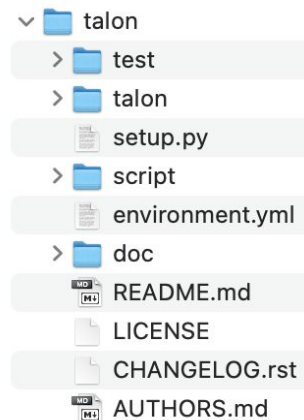 talon
test
talon
setup.py
script
environment.yml
doc
README.md
LICENSE
CHANGELOG.rst
AUTHORS.md